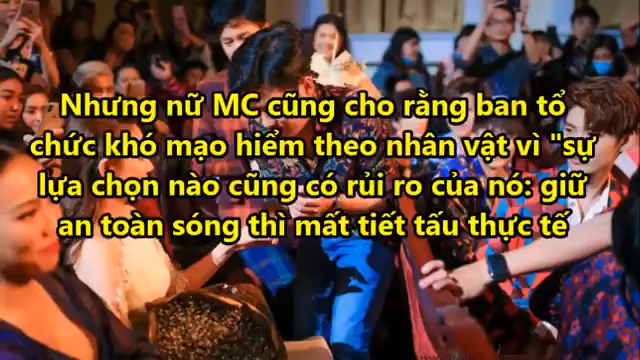 Nhưng nữ MC cũng cho rằng ban tổ
chức khó mạo hiểm theo nhân vật vì "sự
lựa chọn nào cũng có rủi ro của nó: giữ
an toàn sóng thì mất tiết tấu thực tế